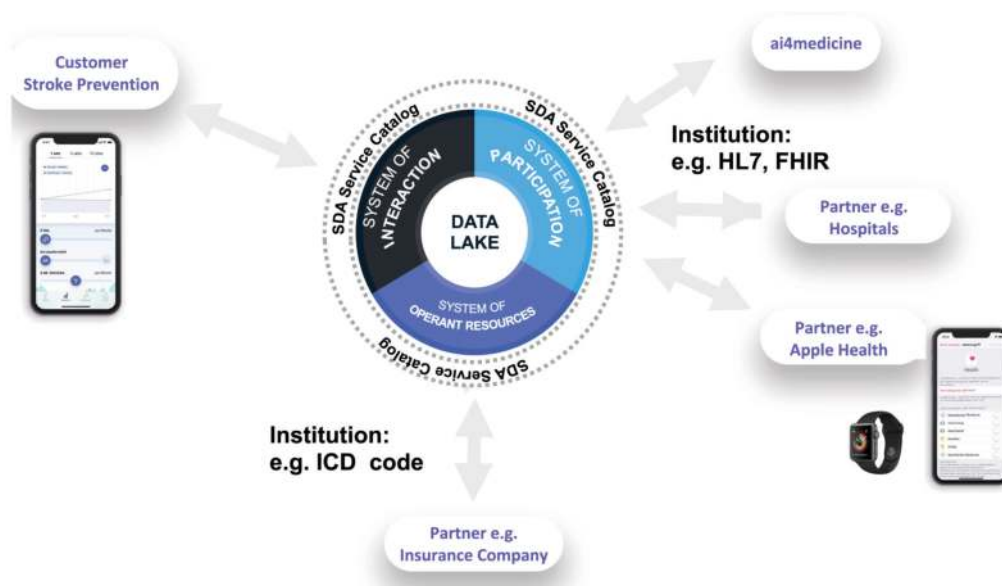 Customer
Stroke Prevention
ai4medicine
SDA Service Catalog
SDA Service Catalog
SYSTEM OF
INTERACTION
SYSTEM OF
PARTICIPATION
Institution:
e.g. HL7, FHIR
DATA
LAKE
Partner e.g.
Hospitals
SYSTEM OF
OPERANT RESOURCES
SDA Service Catalog
Partner e.g.
Apple Health
Health
Institution:
e.g. ICD code
Partner e.g.
Insurance Company